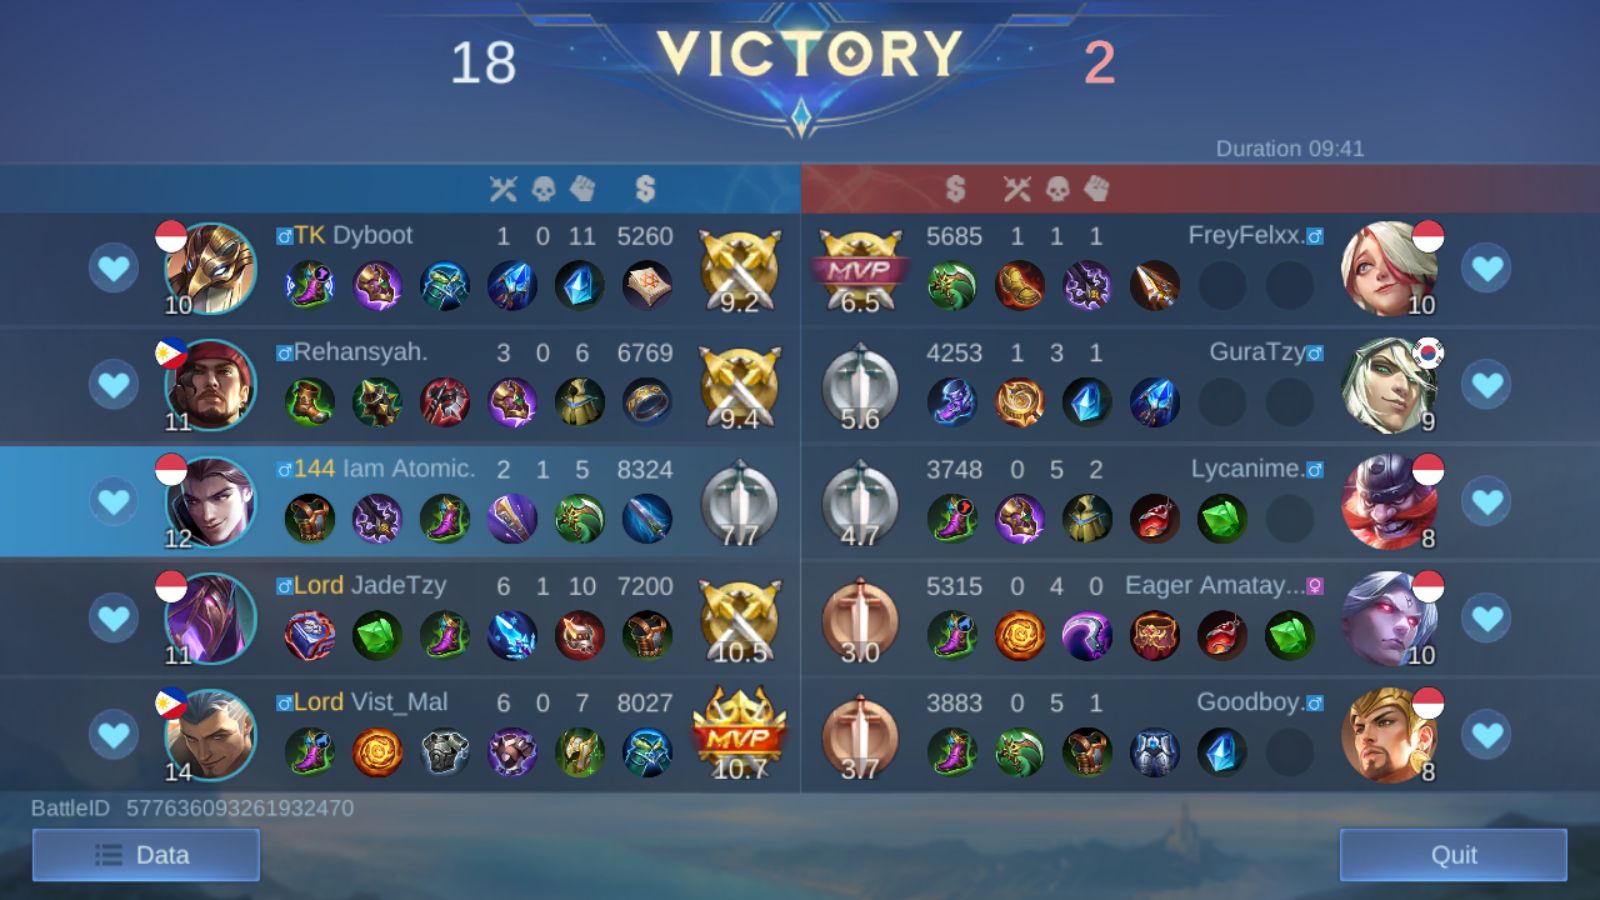 18 VICTORY 2
Duration 09:41
TK Dyboot 1 0 11 5260
10 9.2
MVP 5685 1 1 1 FreyFelxx.
6.5 10
Rehansyah. 3 0 6 6769
11 9.4
4253 1 3 1 GuraTzy
5.6 9
144 Iam Atomic. 2 1 5 8324
12 7.7
3748 0 5 2 Lycanime.
4.7 8
Lord JadeTzy 6 1 10 7200
11 10.5
5315 0 4 0 Eager Amatay...
3.0 10
Lord Vist_Mal 6 0 7 8027
14 MVP 10.7
3883 0 5 1 Goodboy.
3.7 8
BattleID 577636093261932470
Data Quit